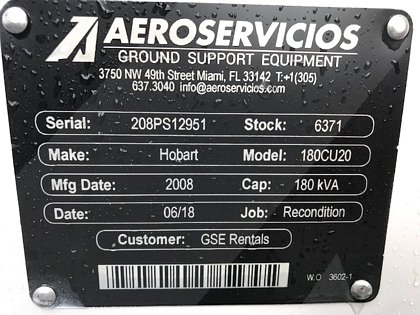 AEROSERVICIOS
GROUND SUPPORT EQUIPMENT
3750 NW 49th Street Miami, FL 33142 T:+1(305)
637.3040 info@aeroservicios.com
Serial: 208PS12951 Stock: 6371
Make: Hobart Model: 180CU20
Mfg Date: 2008 Cap: 180 kVA
Date: 06/18 Job: Recondition
Customer: GSE Rentals
W.O 3602-1